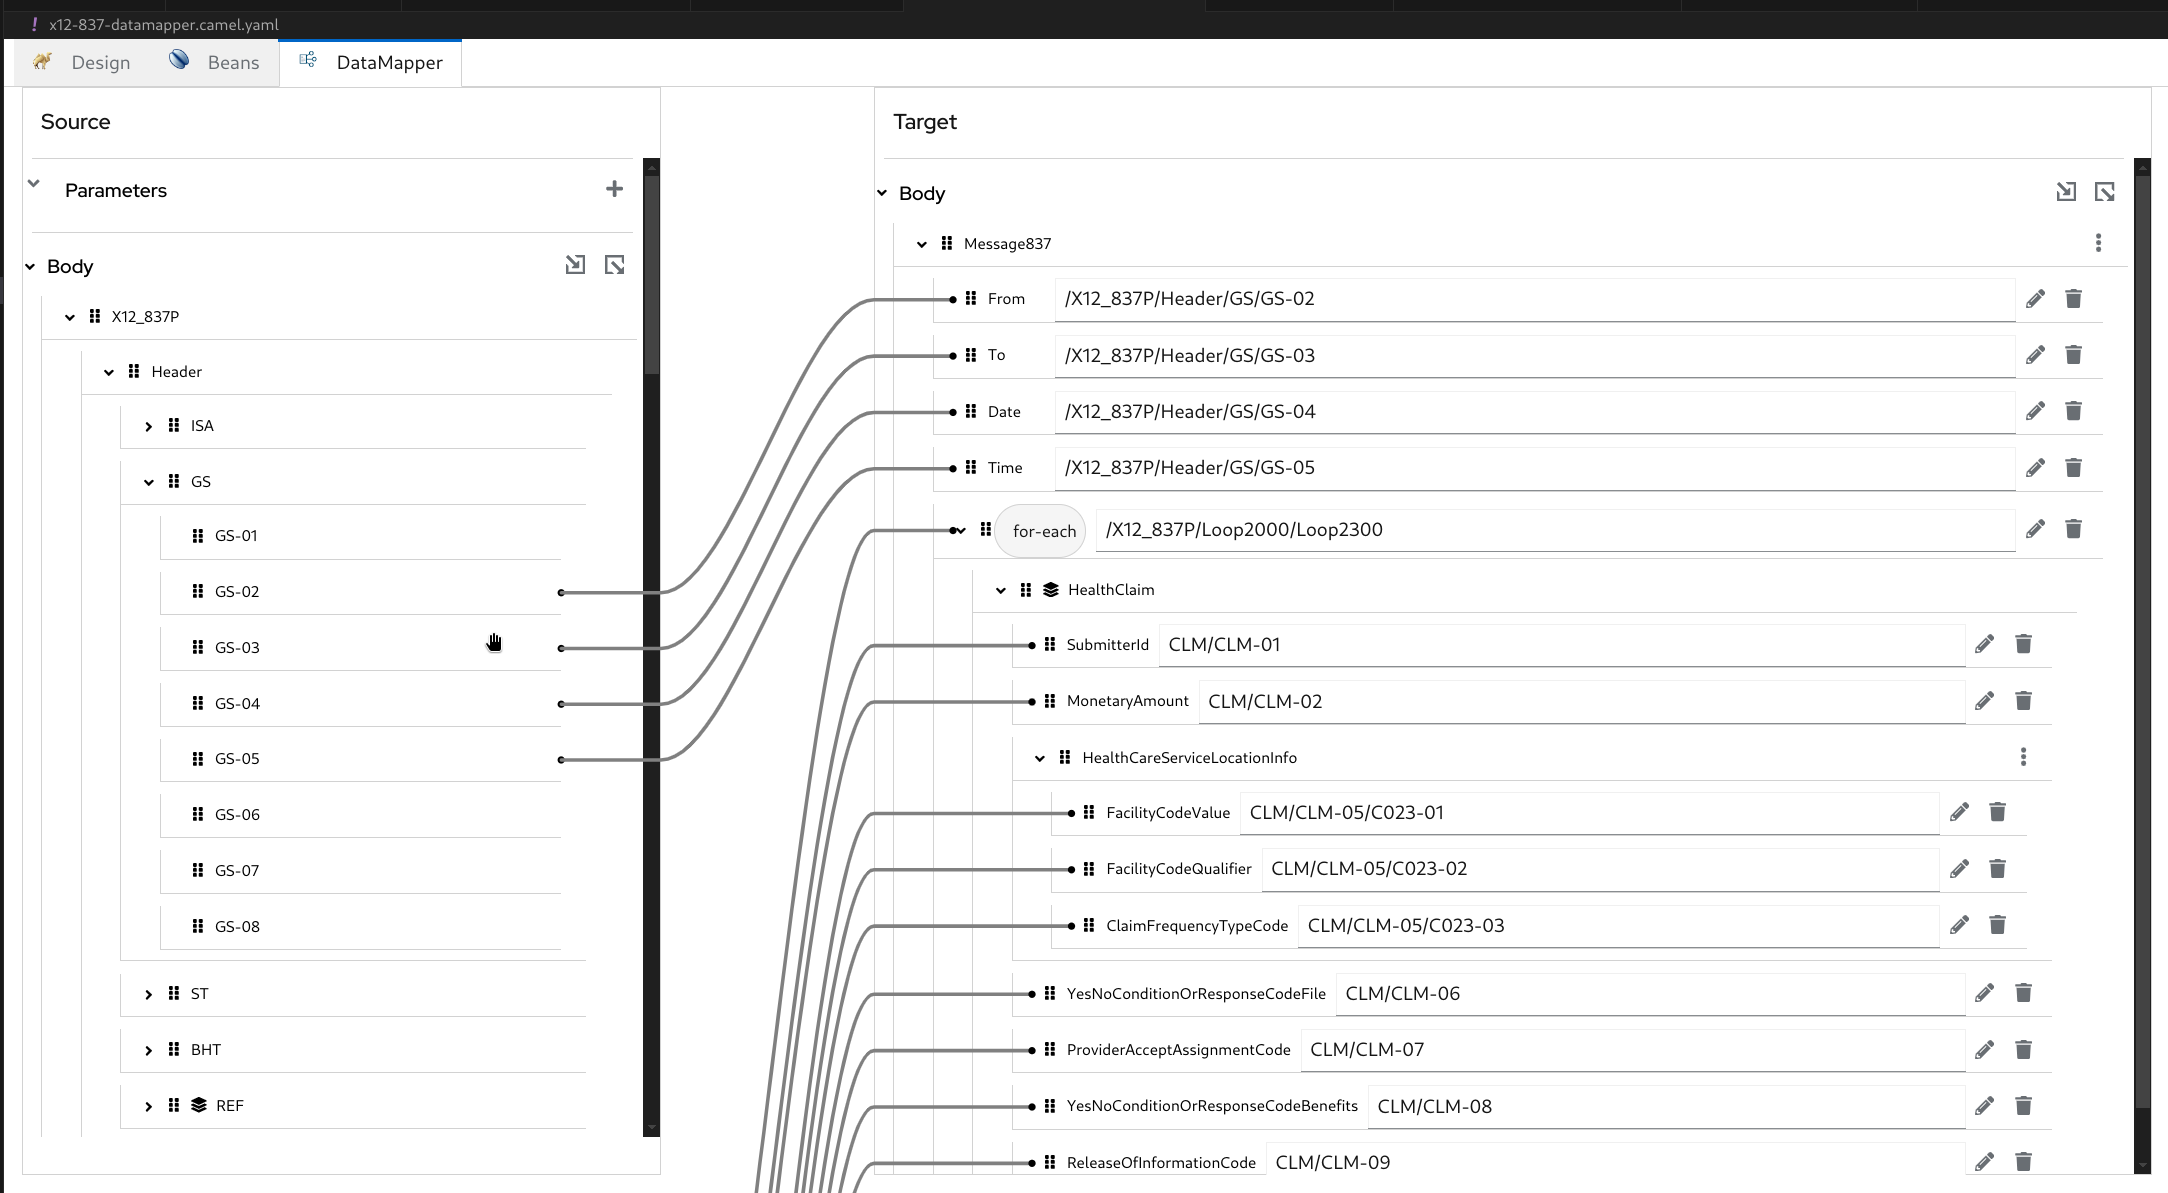 x12-837-datamapper.camel.yaml
Design Beans DataMapper
Source
Parameters
Body
X12_837P
Header
ISA
GS
GS-01
GS-02
GS-03
GS-04
GS-05
GS-06
GS-07
GS-08
ST
BHT
REF
Target
Body
Message837
From /X12_837P/Header/GS/GS-02
To /X12_837P/Header/GS/GS-03
Date /X12_837P/Header/GS/GS-04
Time /X12_837P/Header/GS/GS-05
for-each /X12_837P/Loop2000/Loop2300
HealthClaim
SubmitterId CLM/CLM-01
MonetaryAmount CLM/CLM-02
HealthCareServiceLocationInfo
FacilityCodeValue CLM/CLM-05/C023-01
FacilityCodeQualifier CLM/CLM-05/C023-02
ClaimFrequencyTypeCode CLM/CLM-05/C023-03
YesNoConditionOrResponseCodeFile CLM/CLM-06
ProviderAcceptAssignmentCode CLM/CLM-07
YesNoConditionOrResponseCodeBenefits CLM/CLM-08
ReleaseOfInformationCode CLM/CLM-09